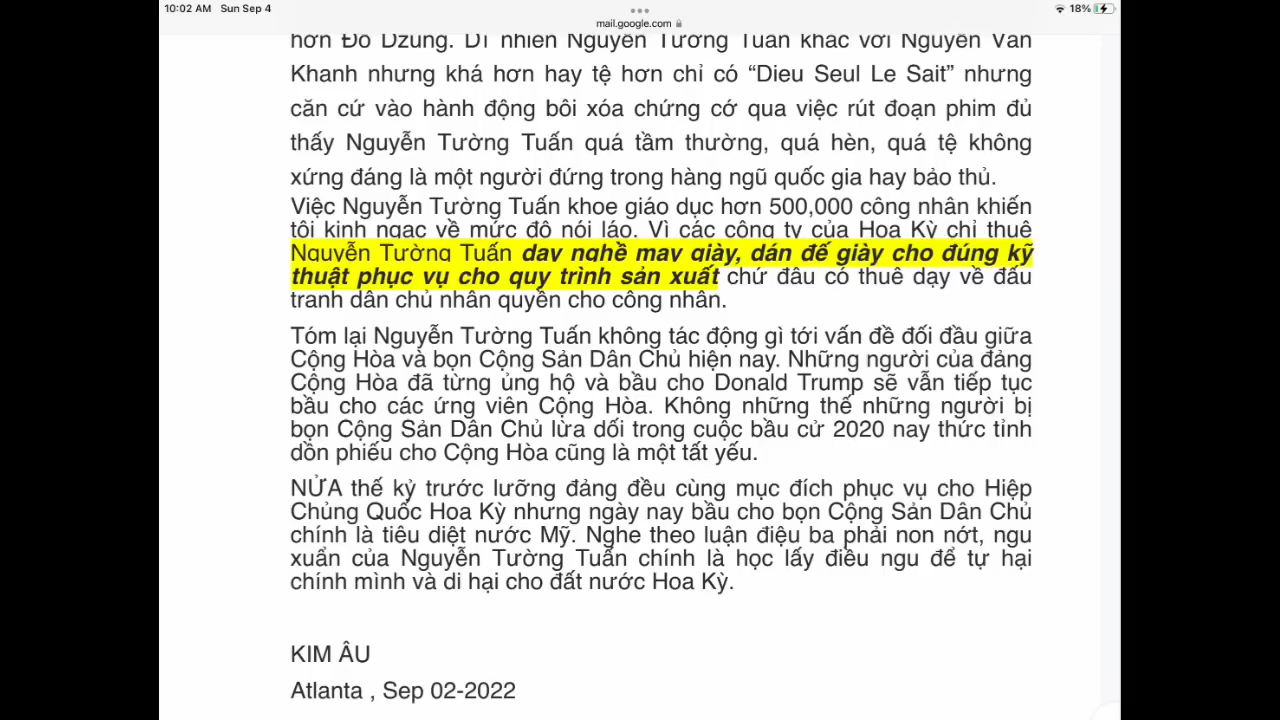 10:02 AM Sun Sep 4
18%
mail.google.com
hơn Đỗ Dzũng. Dĩ nhiên Nguyễn Tường Tuấn khác với Nguyễn Văn
Khanh nhưng khá hơn hay tệ hơn chỉ có “Dieu Seul Le Sait” nhưng
căn cứ vào hành động bôi xóa chứng cớ qua việc rút đoạn phim đủ
thấy Nguyễn Tường Tuấn quá tầm thường, quá hèn, quá tệ không
xứng đáng là một người đứng trong hàng ngũ quốc gia hay bảo thủ.
Việc Nguyễn Tường Tuấn khoe giáo dục hơn 500,000 công nhân khiến
tôi kinh ngạc về mức độ nói láo. Vì các công ty của Hoa Kỳ chỉ thuê
Nguyễn Tường Tuấn dạy nghề may giày, dán đế giày cho đúng kỹ
thuật phục vụ cho quy trình sản xuất chứ đâu có thuê dạy về đấu
tranh dân chủ nhân quyền cho công nhân.
Tóm lại Nguyễn Tường Tuấn không tác động gì tới vấn đề đối đầu giữa
Cộng Hòa và bọn Cộng Sản Dân Chủ hiện nay. Những người của đảng
Cộng Hòa đã từng ủng hộ và bầu cho Donald Trump sẽ vẫn tiếp tục
bầu cho các ứng viên Cộng Hòa. Không những thế những người bị
bọn Cộng Sản Dân Chủ lừa dối trong cuộc bầu cử 2020 nay thức tỉnh
dồn phiếu cho Cộng Hòa cũng là một tất yếu.
NỬA thế kỷ trước lưỡng đảng đều cùng mục đích phục vụ cho Hiệp
Chủng Quốc Hoa Kỳ nhưng ngày nay bầu cho bọn Cộng Sản Dân Chủ
chính là tiêu diệt nước Mỹ. Nghe theo luận điệu ba phải non nớt, ngu
xuẩn của Nguyễn Tường Tuấn chính là học lấy điều ngu để tự hại
chính mình và di hại cho đất nước Hoa Kỳ.
KIM ÂU
Atlanta , Sep 02-2022